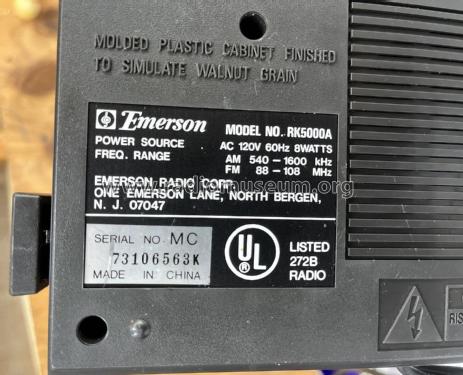 MOLDED PLASTIC CABINET FINISHED
TO SIMULATE WALNUT GRAIN
Emerson MODEL NO. RK5000A
POWER SOURCE AC 120V 60Hz 8WATTS
FREQ. RANGE AM 540 - 1600 kHz
FM 88 - 108 MHz
EMERSON RADIO CORP.
ONE EMERSON LANE, NORTH BERGEN,
N. J. 07047
SERIAL NO. MC
73106563K
MADE IN CHINA
UL
LISTED
272B
RADIO
RIS
www.radiomuseum.org